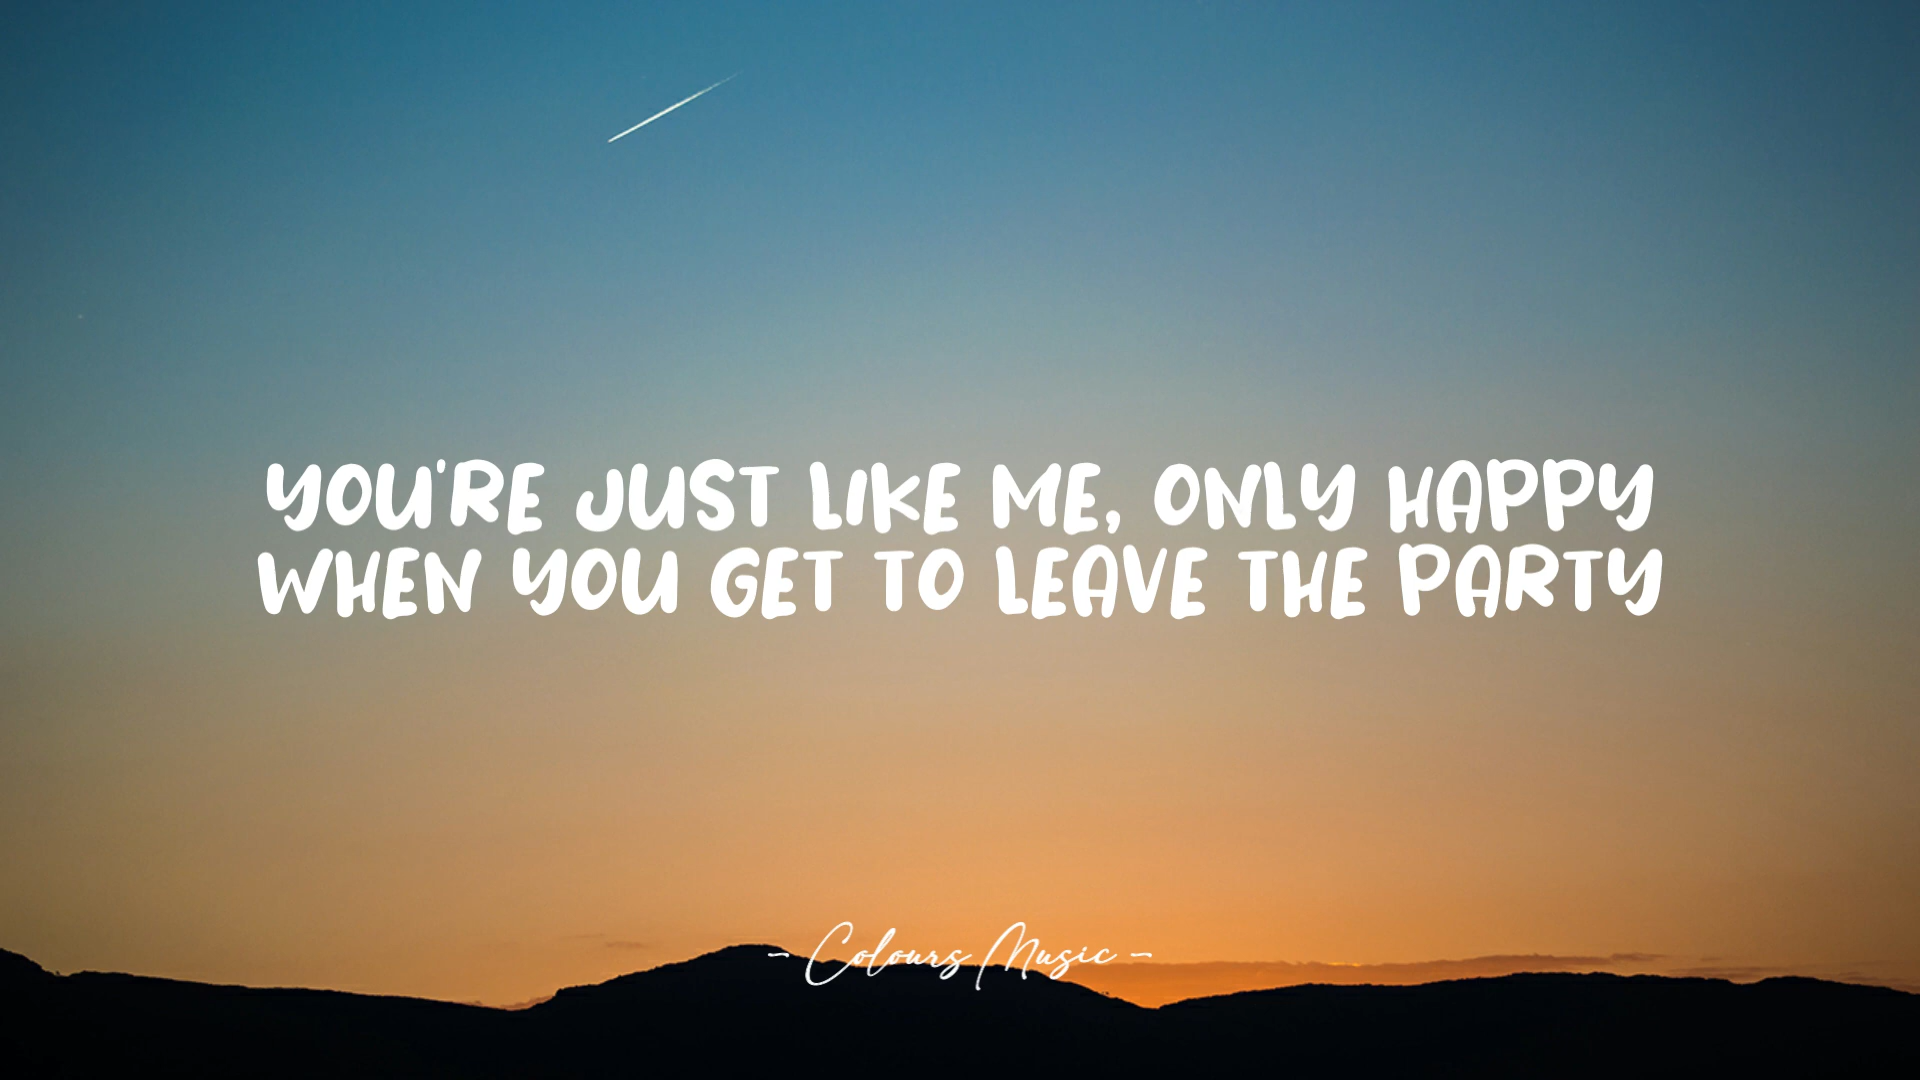 YOU'RE JUST LIKE ME, ONLY HAPPY
WHEN YOU GET TO LEAVE THE PARTY
- Colours Music -